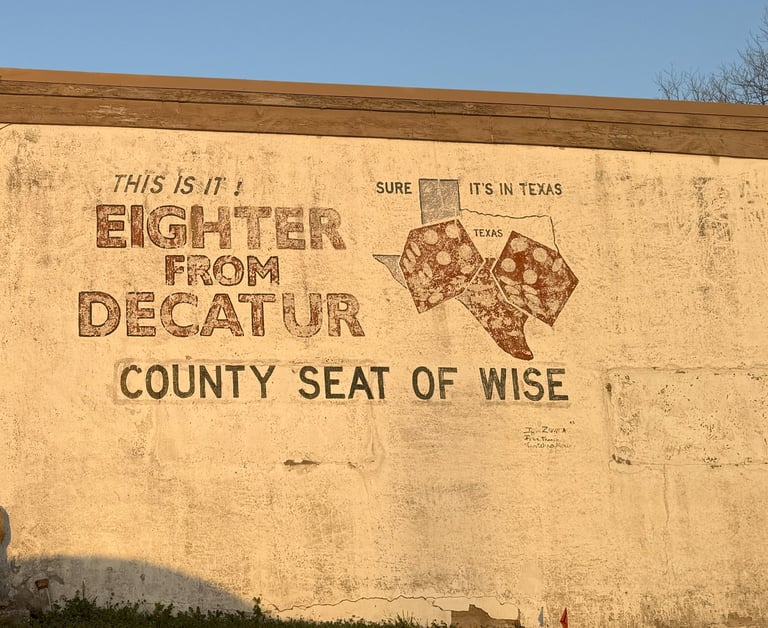 THIS IS IT!
EIGHTER
FROM
DECATUR
SURE IT'S IN TEXAS
TEXAS
COUNTY SEAT OF WISE